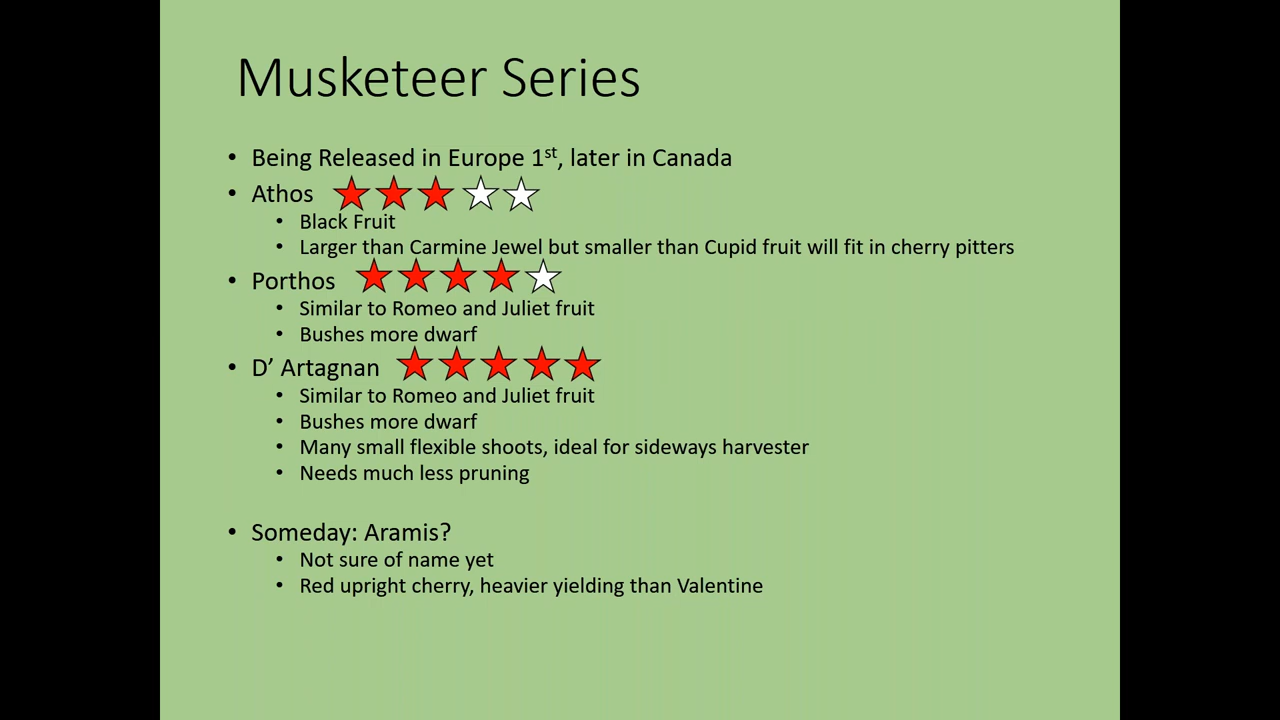 Musketeer Series
• Being Released in Europe 1st, later in Canada
• Athos
• Black Fruit
• Larger than Carmine Jewel but smaller than Cupid fruit will fit in cherry pitters
• Porthos
• Similar to Romeo and Juliet fruit
• Bushes more dwarf
• D’ Artagnan
• Similar to Romeo and Juliet fruit
• Bushes more dwarf
• Many small flexible shoots, ideal for sideways harvester
• Needs much less pruning
• Someday: Aramis?
• Not sure of name yet
• Red upright cherry, heavier yielding than Valentine